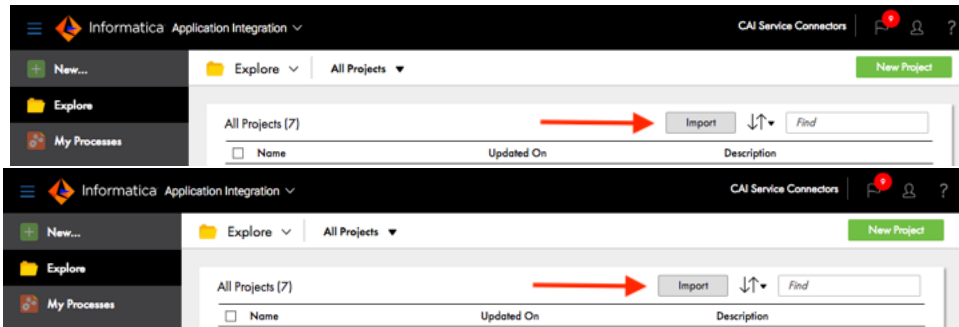 Informatica Application Integration CAI Service Connectors 9 ?
New... Explore All Projects New Project
Explore
All Projects (7) Import Find
My Processes
Name Updated On Description
Informatica Application Integration CAI Service Connectors 9 ?
New... Explore All Projects New Project
Explore
All Projects (7) Import Find
My Processes
Name Updated On Description